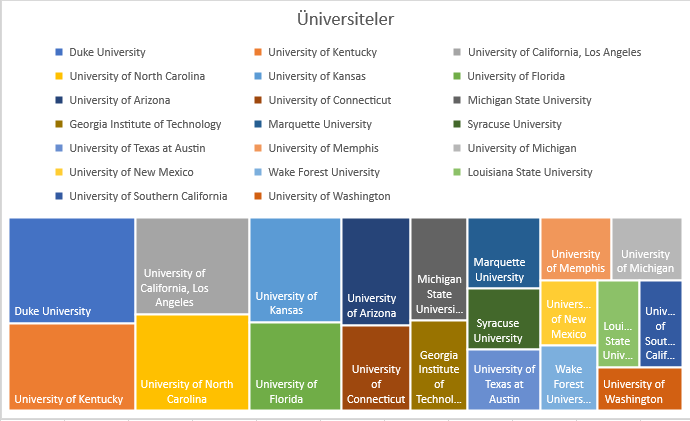 Üniversiteler
Duke University
University of Kentucky
University of California, Los Angeles
University of North Carolina
University of Kansas
University of Florida
University of Arizona
University of Connecticut
Michigan State University
Georgia Institute of Technology
Marquette University
Syracuse University
University of Texas at Austin
University of Memphis
University of Michigan
University of New Mexico
Wake Forest University
Louisiana State University
University of Southern California
University of Washington
Duke University
University of Kentucky
University of
California, Los
Angeles
University of North
Carolina
University of
Kansas
University of
Florida
University
of Arizona
University
of
Connecticut
Michigan
State
Universi...
Georgia
Institute
of
Technol...
Marquette
University
Syracuse
University
University of
Texas at
Austin
University
of Memphis
Univers...
of New
Mexico
Wake
Forest
Univers...
University
of Michigan
Loui...
State
Univ...
Univ...
of
Sout...
Calif...
University of
Washington